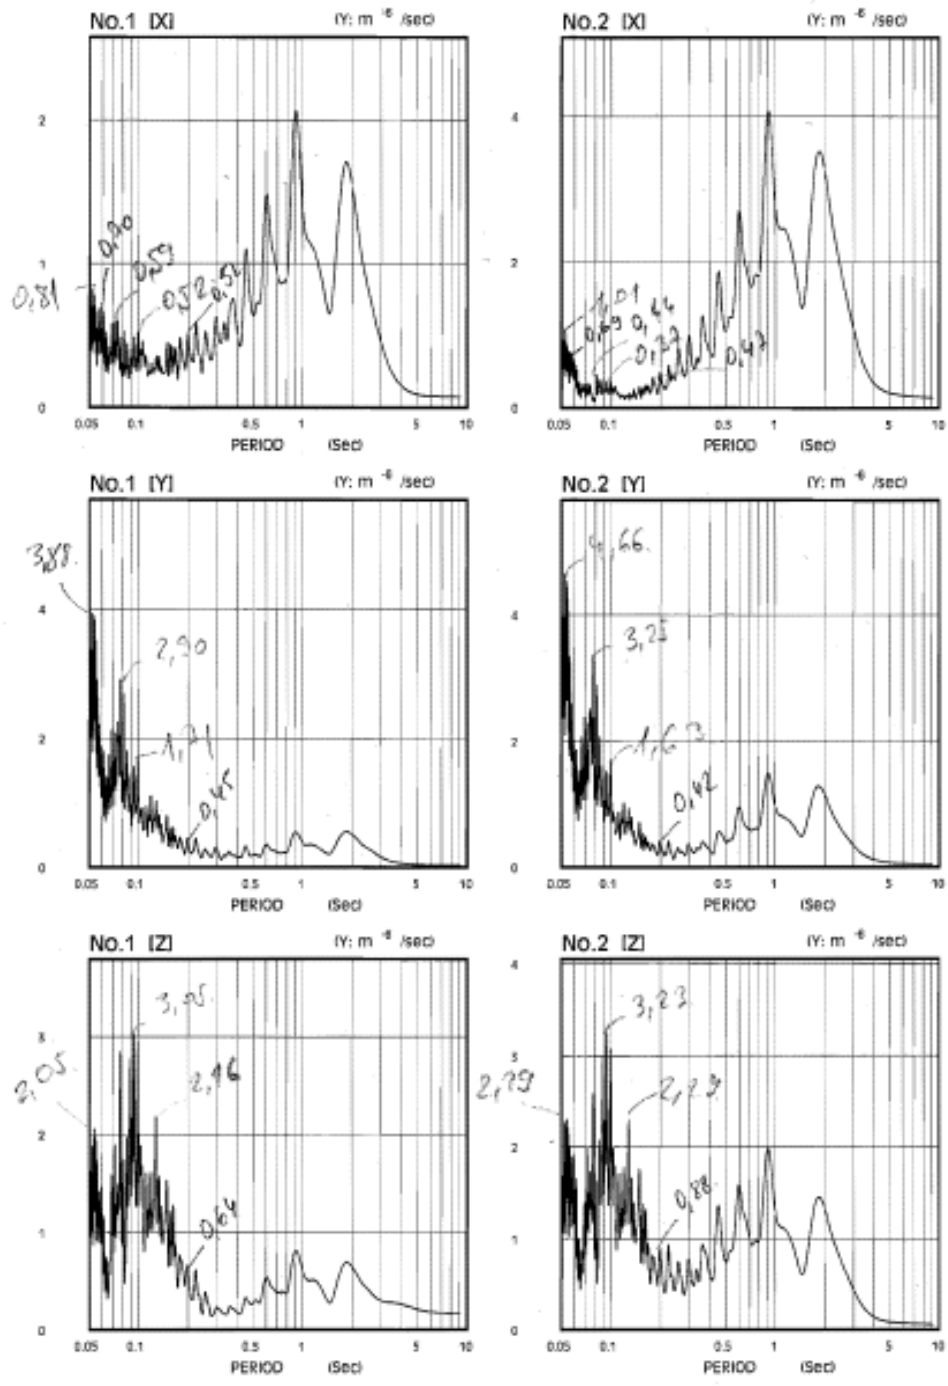 No.1 [X] (Y: m -6 /sec)
2
1
0
0,81
0,90
0,59
0,52
0,52
0.05 0.1 0.5 1 5 10
PERIOD (Sec)
No.2 [X] (Y: m -6 /sec)
4
2
0
1,01
0,69
0,44
0,37
0,47
0.05 0.1 0.5 1 5 10
PERIOD (Sec)
No.1 [Y] (Y: m -6 /sec)
3,88.
4
2,90
2
1,71
0,45
0
0.05 0.1 0.5 1 5 10
PERIOD (Sec)
No.2 [Y] (Y: m -6 /sec)
4,66.
4
3,25
2
1,63
0,42
0
0.05 0.1 0.5 1 5 10
PERIOD (Sec)
No.1 [Z] (Y: m -6 /sec)
3,05.
3
2,05
2,16
2
0,64
1
0
0.05 0.1 0.5 1 5 10
PERIOD (Sec)
No.2 [Z] (Y: m -6 /sec)
4
3,23
3
2,29
2,29
2
0,88
1
0
0.05 0.1 0.5 1 5 10
PERIOD (Sec)